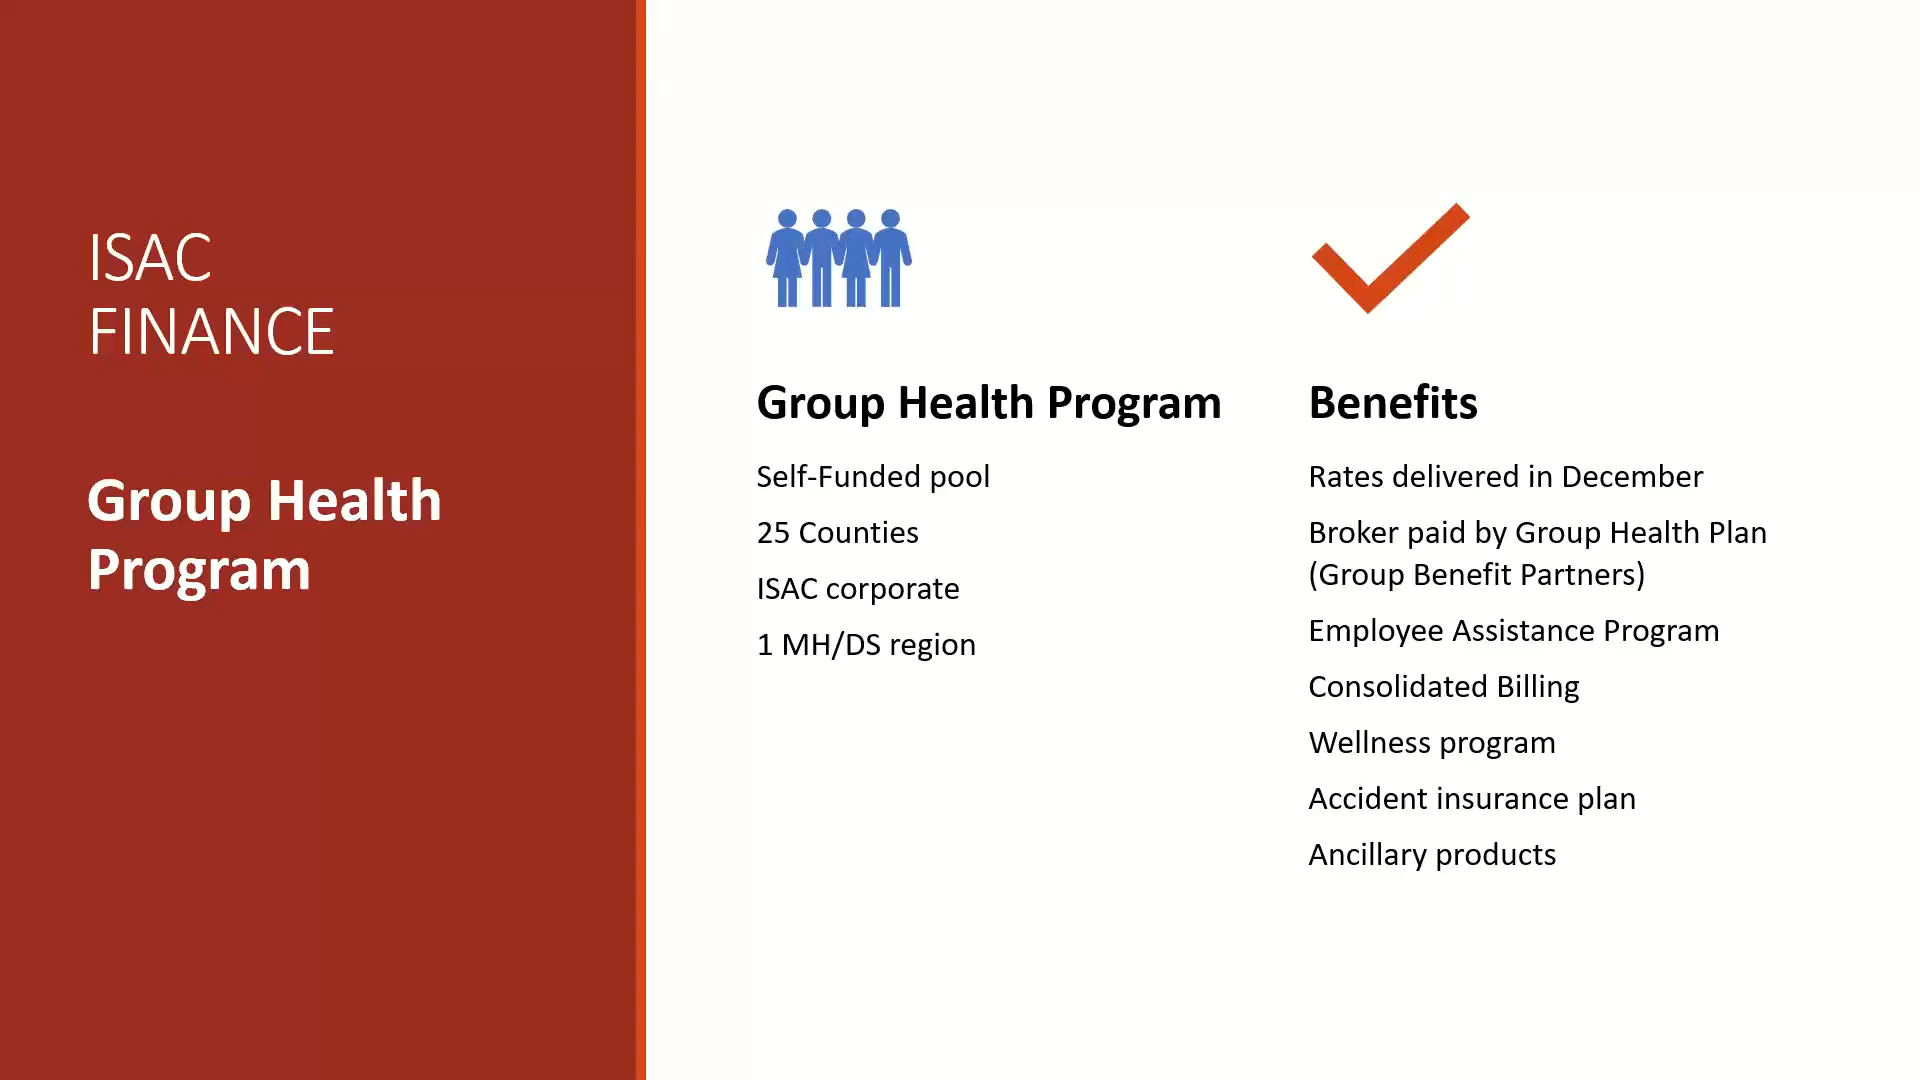 ISAC
FINANCE
Group Health
Program
Group Health Program
Self-Funded pool
25 Counties
ISAC corporate
1 MH/DS region
Benefits
Rates delivered in December
Broker paid by Group Health Plan
(Group Benefit Partners)
Employee Assistance Program
Consolidated Billing
Wellness program
Accident insurance plan
Ancillary products